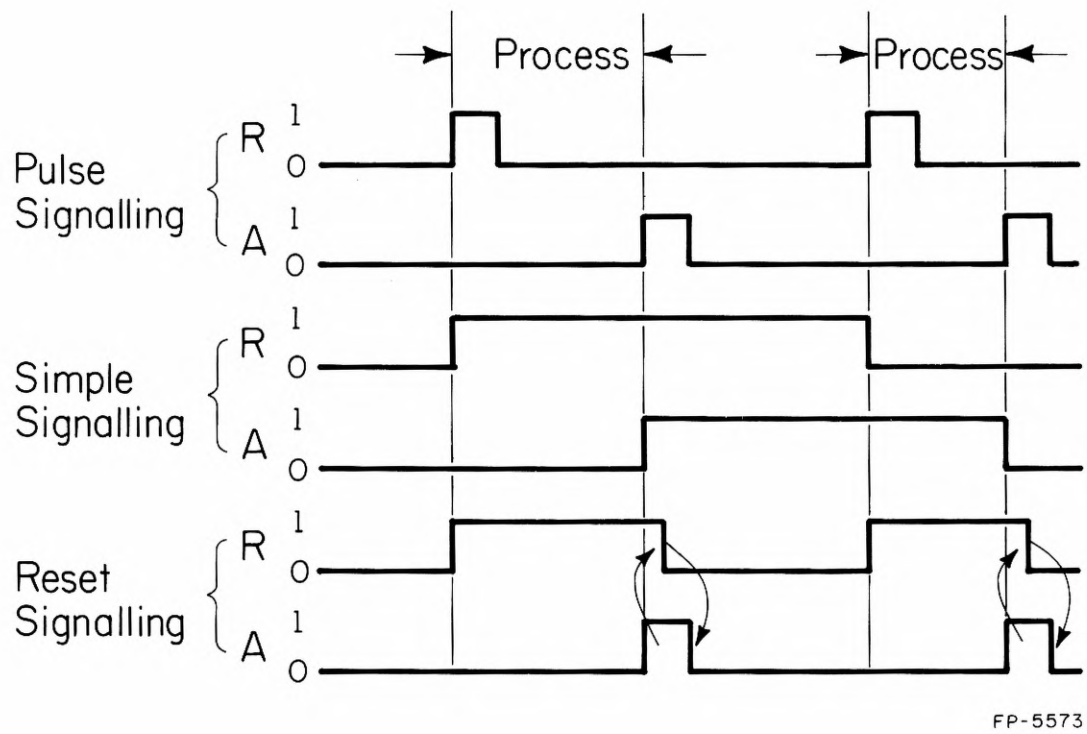 Process Process
Pulse
Signalling
R
1
0
A
1
0
Simple
Signalling
R
1
0
A
1
0
Reset
Signalling
R
1
0
A
1
0
FP-5573